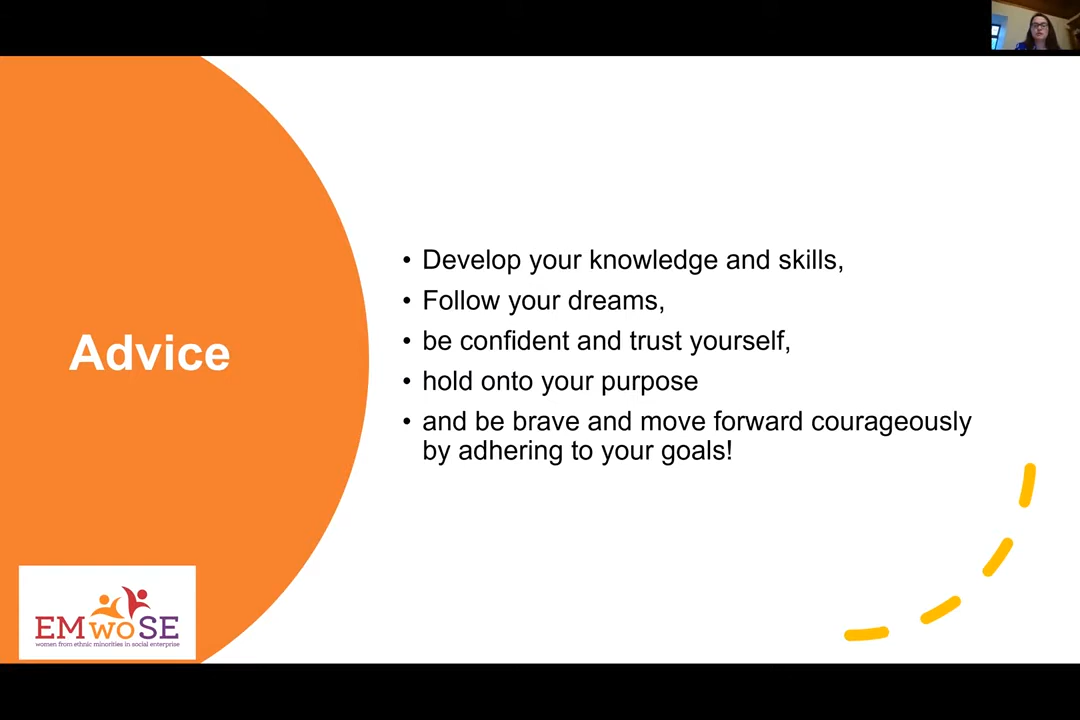 Advice
• Develop your knowledge and skills,
• Follow your dreams,
• be confident and trust yourself,
• hold onto your purpose
• and be brave and move forward courageously
by adhering to your goals!
EMwoSE
women from ethnic minorities in social enterprise